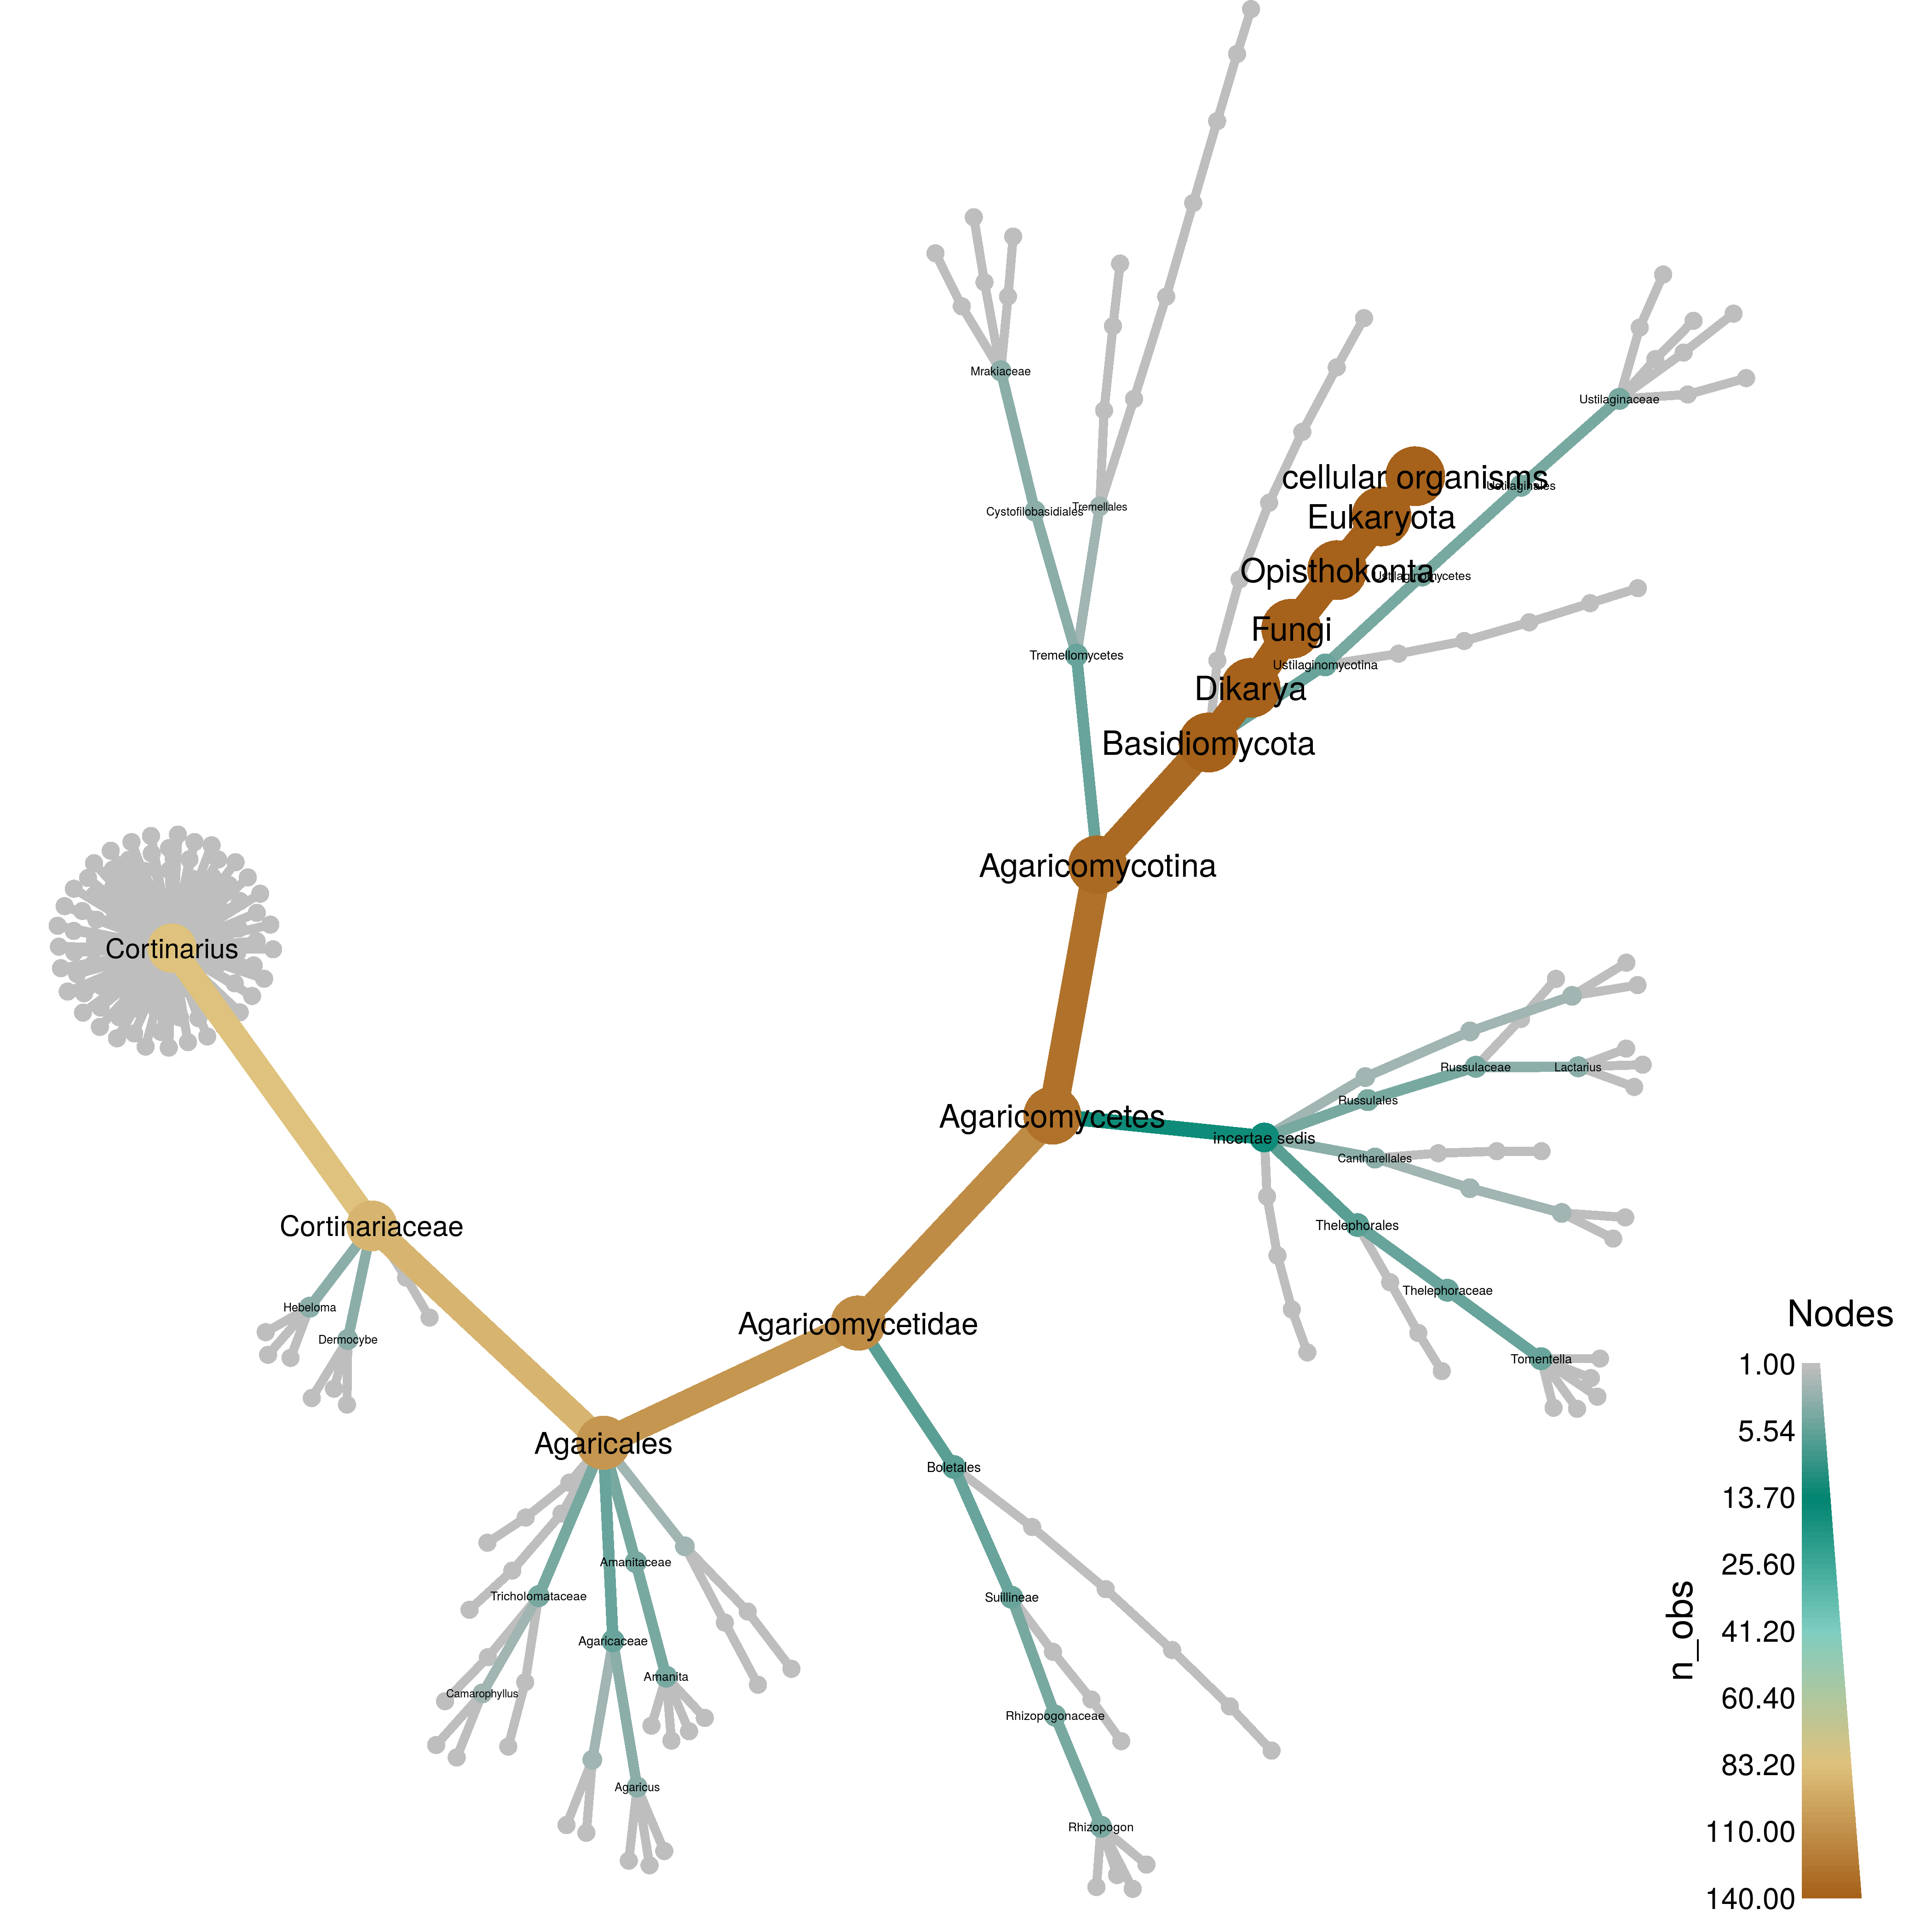 Mrakiaceae
Ustilaginaceae
cellular organisms
Ustilaginales
Cystofilobasidiales
Tremellales
Eukaryota
Opisthokonta
Ustilaginomycetes
Fungi
Tremellomycetes
Ustilaginomycotina
Dikarya
Basidiomycota
Agaricomycotina
Cortinarius
Russulaceae
Lactarius
Russulales
Agaricomycetes
incertae sedis
Cantharellales
Cortinariaceae
Thelephorales
Thelephoraceae
Hebeloma
Dermocybe
Agaricomycetidae
Tomentella
Agaricales
Boletales
Amanitaceae
Tricholomataceae
Suillineae
Agaricaceae
Amanita
Camarophyllus
Rhizopogonaceae
Agaricus
Rhizopogon
Nodes
1.00
5.54
13.70
25.60
41.20
60.40
83.20
110.00
140.00
n_obs